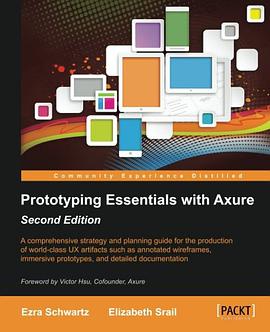 Community Experience Distilled
Prototyping Essentials with Axure
Second Edition
A comprehensive strategy and planning guide for the production
of world-class UX artifacts such as annotated wireframes,
immersive prototypes, and detailed documentation
Foreword by Victor Hsu, Cofounder, Axure
Ezra Schwartz Elizabeth Srail
PACKT
PUBLISHING